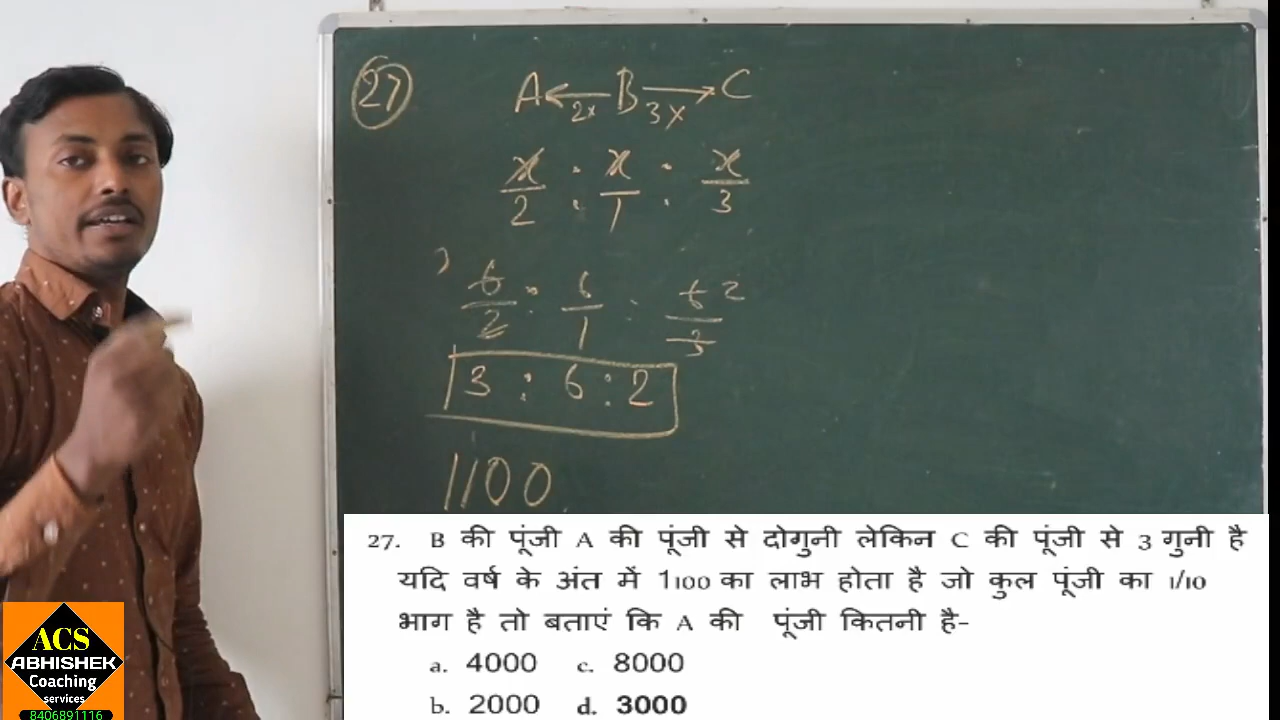 27
A ← B → C
2x 3x
x/2 : x/1 : x/3
6/2 : 6/1 : 6/3 2
3 : 6 : 2
1100
27. B की पूंजी A की पूंजी से दोगुनी लेकिन C की पूंजी से 3 गुनी है
यदि वर्ष के अंत में 1100 का लाभ होता है जो कुल पूंजी का 1/10
भाग है तो बताएं कि A की पूंजी कितनी है-
a. 4000 c. 8000
b. 2000 d. 3000
ACS
ABHISHEK
Coaching
services
8406891116